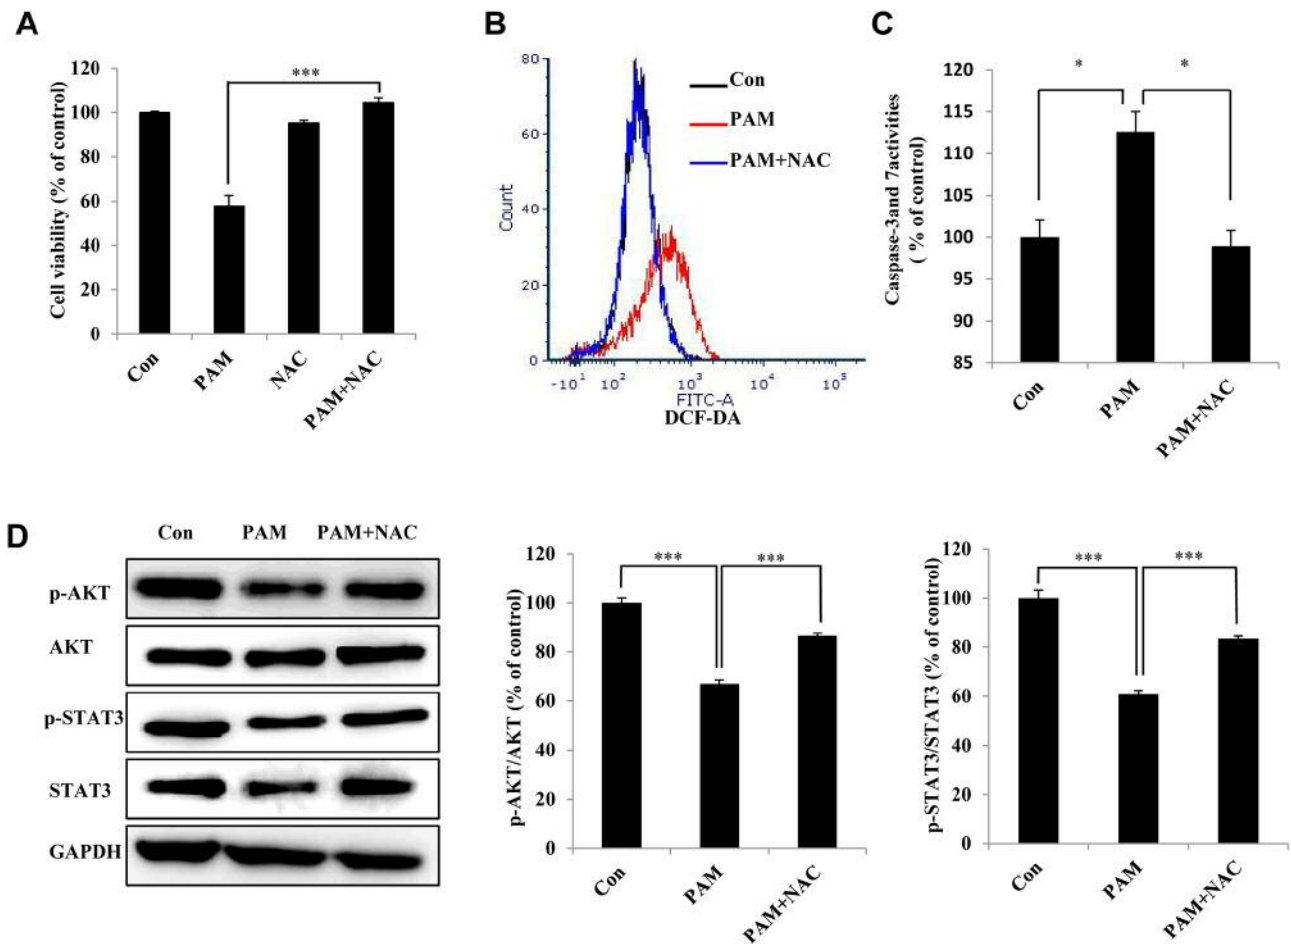 A
120
100
80
60
40
20
0
Cell viability (% of control)
***
Con
PAM
NAC
PAM+NAC
B
80
60
40
20
0
Count
Con
PAM
PAM+NAC
-10¹ 10² 10³ 10⁴ 10⁵
FITC-A
DCF-DA
C
120
115
110
105
100
95
90
85
Caspase-3and 7activities
( % of control)
* *
Con
PAM
PAM+NAC
D
Con PAM PAM+NAC
p-AKT
AKT
p-STAT3
STAT3
GAPDH
120
100
80
60
40
20
0
p-AKT/AKT (% of control)
*** ***
Con
PAM
PAM+NAC
120
100
80
60
40
20
0
p-STAT3/STAT3 (% of control)
*** ***
Con
PAM
PAM+NAC